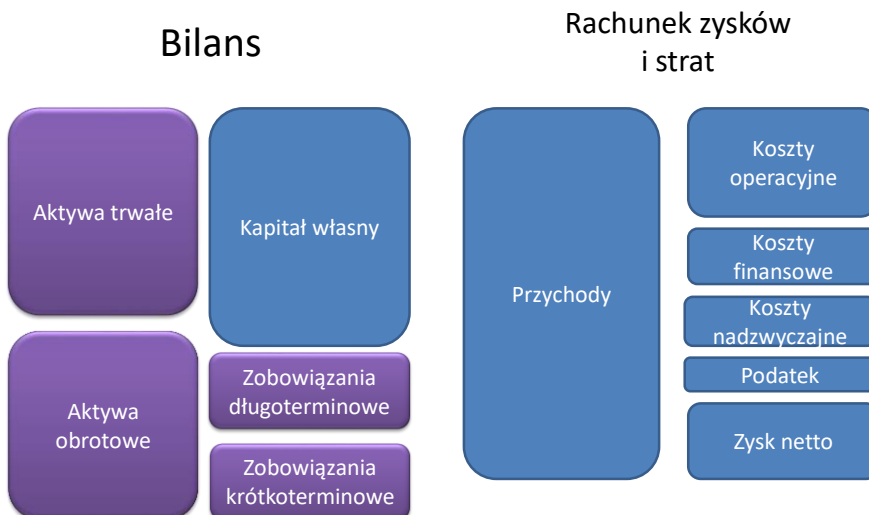 Bilans
Aktywa trwałe
Kapitał własny
Aktywa
obrotowe
Zobowiązania
długoterminowe
Zobowiązania
krótkoterminowe
Rachunek zysków
i strat
Przychody
Koszty
operacyjne
Koszty
finansowe
Koszty
nadzwyczajne
Podatek
Zysk netto